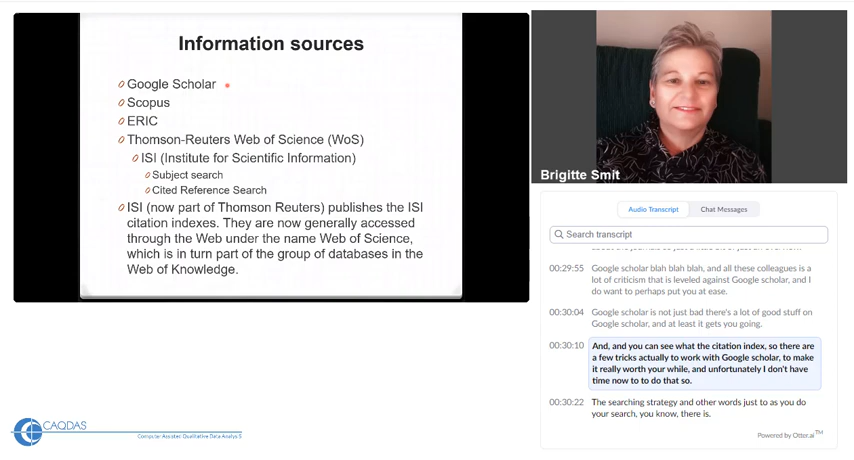 Information sources
Google Scholar
Scopus
ERIC
Thomson-Reuters Web of Science (WoS)
ISI (Institute for Scientific Information)
Subject search
Cited Reference Search
ISI (now part of Thomson Reuters) publishes the ISI
citation indexes. They are now generally accessed
through the Web under the name Web of Science,
which is in turn part of the group of databases in the
Web of Knowledge.
Brigitte Smit
Audio Transcript
Chat Messages
Search transcript
00:29:55
Google scholar blah blah blah, and all these colleagues is a
lot of criticism that is leveled against Google scholar, and I
do want to perhaps put you at ease.
00:30:04
Google scholar is not just bad there's a lot of good stuff on
Google scholar, and at least it gets you going.
00:30:10
And, and you can see what the citation index, so there are
a few tricks actually to work with Google scholar, to make
it really worth your while, and unfortunately I don't have
time now to to do that so.
00:30:22
The searching strategy and other words just to as you do
your search, you know, there is.
Powered by Otter.ai™
CAQDAS
Computer Assisted Qualitative Data Analysis